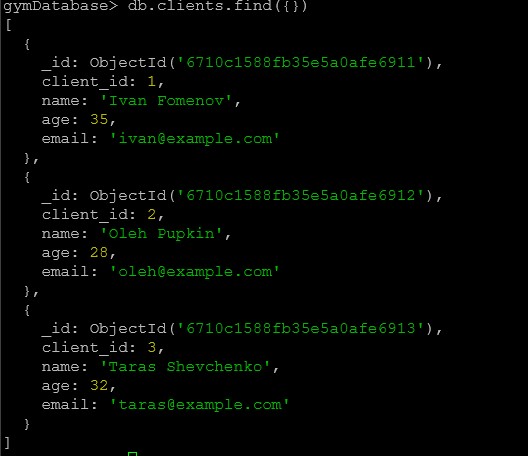 gymDatabase> db.clients.find({})
[
  {
    _id: ObjectId('6710c1588fb35e5a0afe6911'),
    client_id: 1,
    name: 'Ivan Fomenov',
    age: 35,
    email: 'ivan@example.com'
  },
  {
    _id: ObjectId('6710c1588fb35e5a0afe6912'),
    client_id: 2,
    name: 'Oleh Pupkin',
    age: 28,
    email: 'oleh@example.com'
  },
  {
    _id: ObjectId('6710c1588fb35e5a0afe6913'),
    client_id: 3,
    name: 'Taras Shevchenko',
    age: 32,
    email: 'taras@example.com'
  }
]